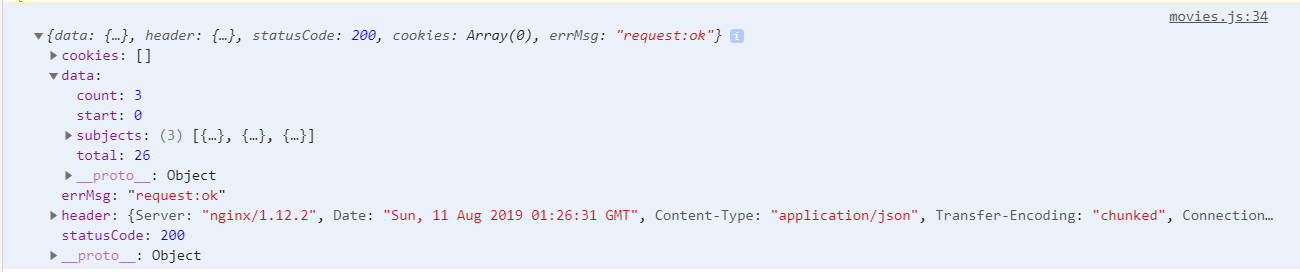 movies.js:34
{data: {…}, header: {…}, statusCode: 200, cookies: Array(0), errMsg: "request:ok"} i
cookies: []
data:
count: 3
start: 0
subjects: (3) [{…}, {…}, {…}]
total: 26
__proto__: Object
errMsg: "request:ok"
header: {Server: "nginx/1.12.2", Date: "Sun, 11 Aug 2019 01:26:31 GMT", Content-Type: "application/json", Transfer-Encoding: "chunked", Connection…
statusCode: 200
__proto__: Object